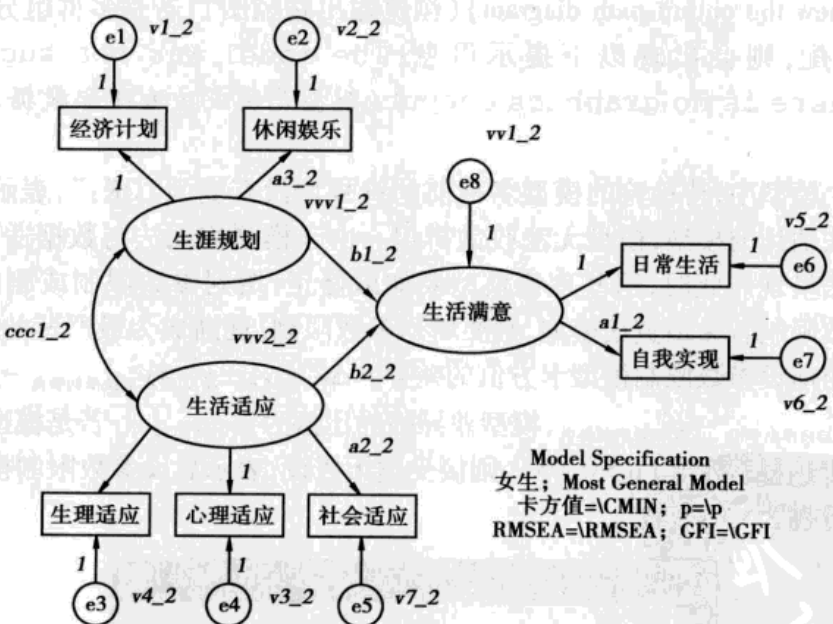 e1 v1_2 e2 v2_2
1 1
经济计划 休闲娱乐
vv1_2
e8
1 a3_2
vvv1_2
生涯规划
1
v5_2
b1_2
1 日常生活 1 e6
生活满意
ccc1_2
vvv2_2
a1_2
自我实现 1 e7
b2_2
v6_2
生活适应
a2_2
1
生理适应 心理适应 社会适应
1 1 1
e3 v4_2 e4 v3_2 e5 v7_2
Model Specification
女生；Most General Model
卡方值=\CMIN；p=\p
RMSEA=\RMSEA；GFI=\GFI